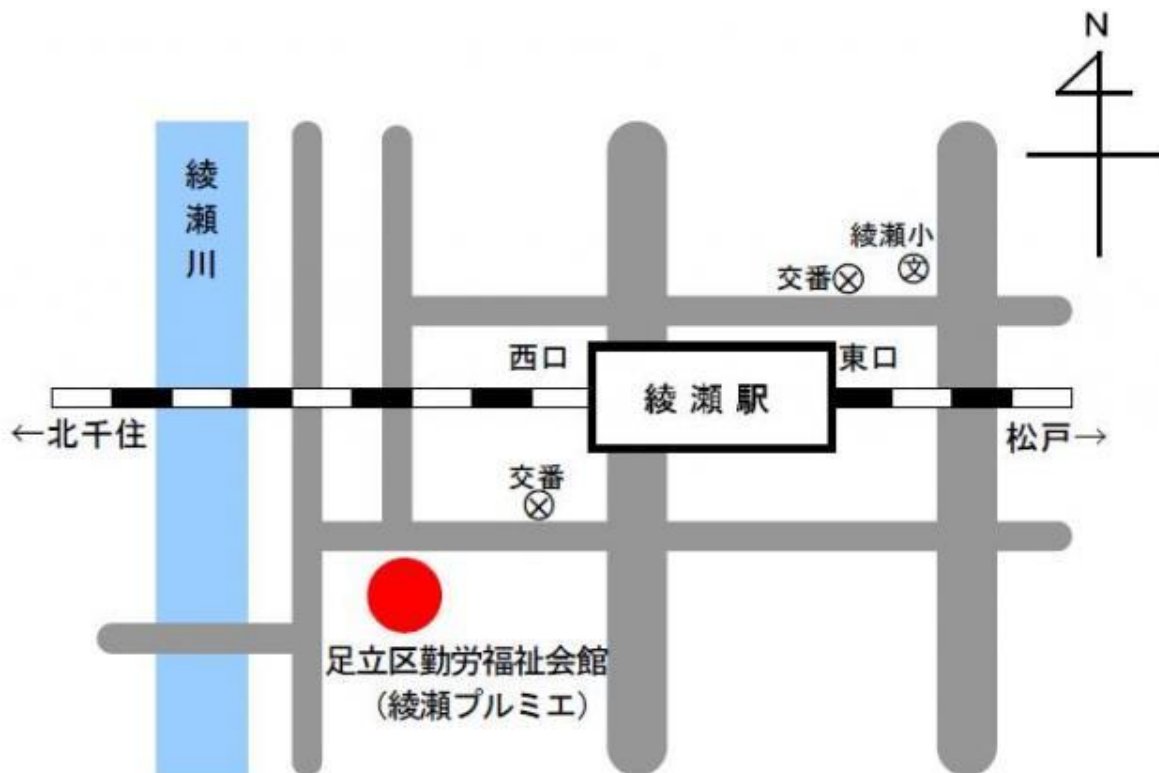 N
綾瀬川
綾瀬小
文
交番
西口
東口
綾瀬駅
←北千住
松戸→
交番
足立区勤労福祉会館
（綾瀬プルミエ）